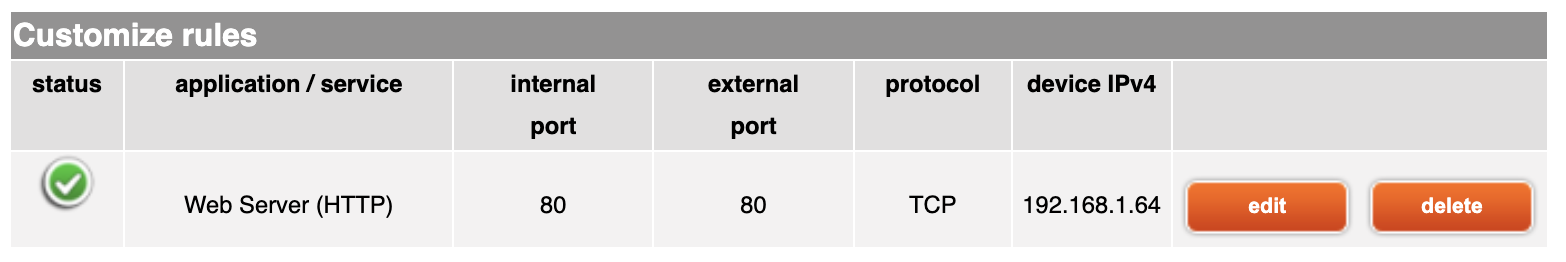 Customize rules
status application / service internal port external port protocol device IPv4
Web Server (HTTP) 80 80 TCP 192.168.1.64 edit delete